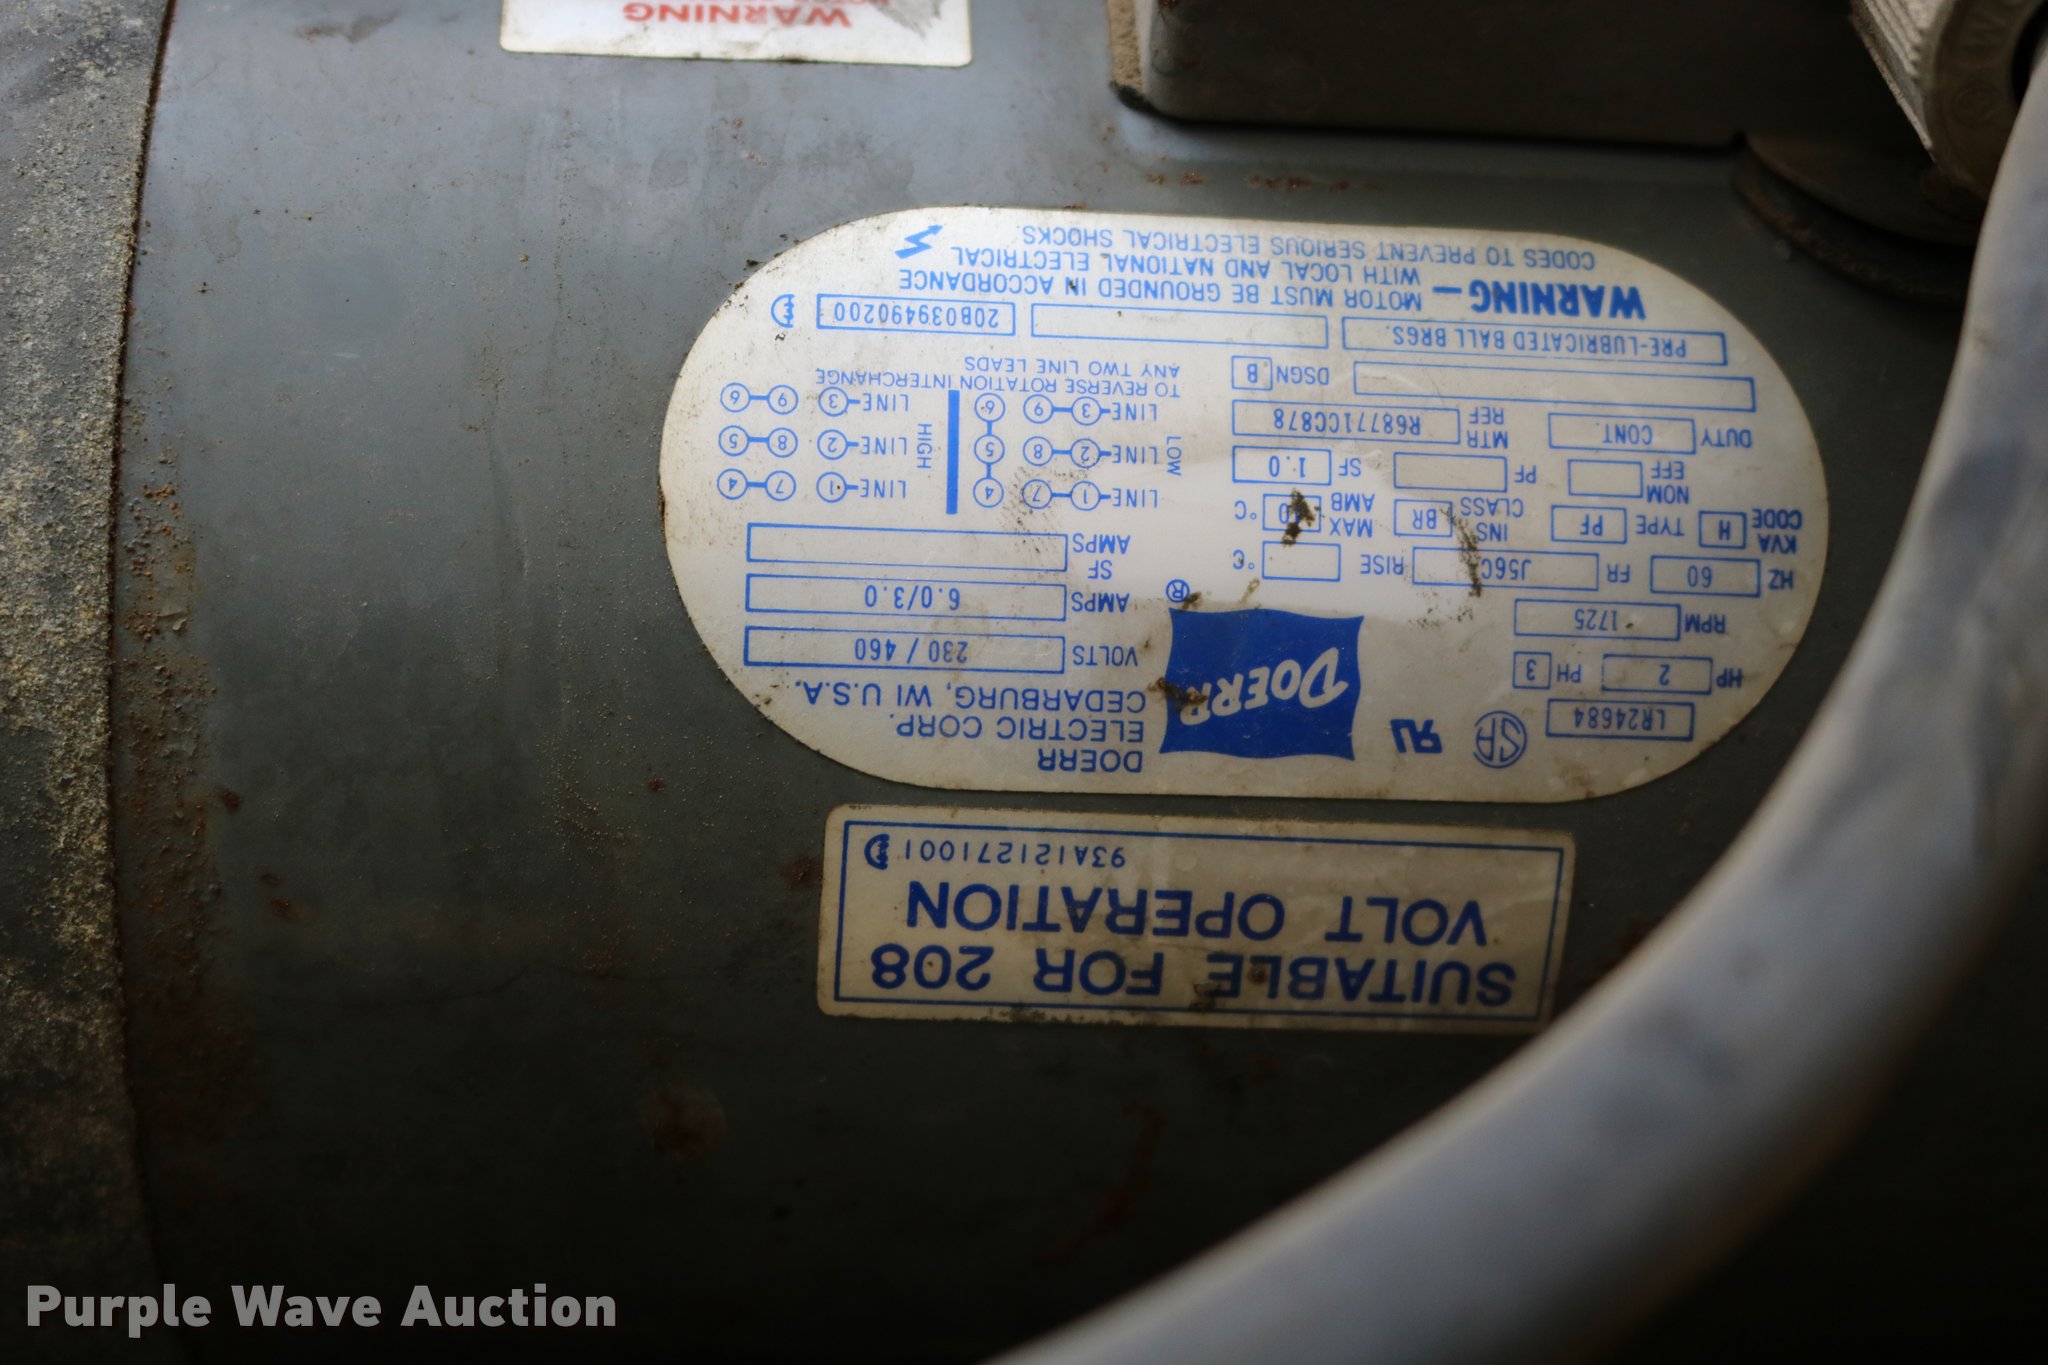 SUITABLE FOR 208
VOLT OPERATION
93A121271001
LR24684
SA
DOERR
®
DOERR
ELECTRIC CORP.
CEDARBURG, WI U.S.A.
HP 2 PH 3
VOLTS 230 / 460
RPM 1725
AMPS 6.0/3.0
HZ 60 FR J56C RISE °C
SF
AMPS
KVA
CODE H TYPE PF INS
CLASS BR MAX
AMB °C
NOM
EFF PF SF 1.0
DUTY CONT. MTR
REF R68771CC878
DSGN B
LOW
LINE 1 7 4
LINE 2 8 5
LINE 3 9 6
HIGH
LINE 1 7 4
LINE 2 8 5
LINE 3 9 6
TO REVERSE ROTATION INTERCHANGE
ANY TWO LINE LEADS
PRE-LUBRICATED BALL BRGS. 20B039490200
WARNING — MOTOR MUST BE GROUNDED IN ACCORDANCE
WITH LOCAL AND NATIONAL ELECTRICAL
CODES TO PREVENT SERIOUS ELECTRICAL SHOCKS.
WARNING
Purple Wave Auction